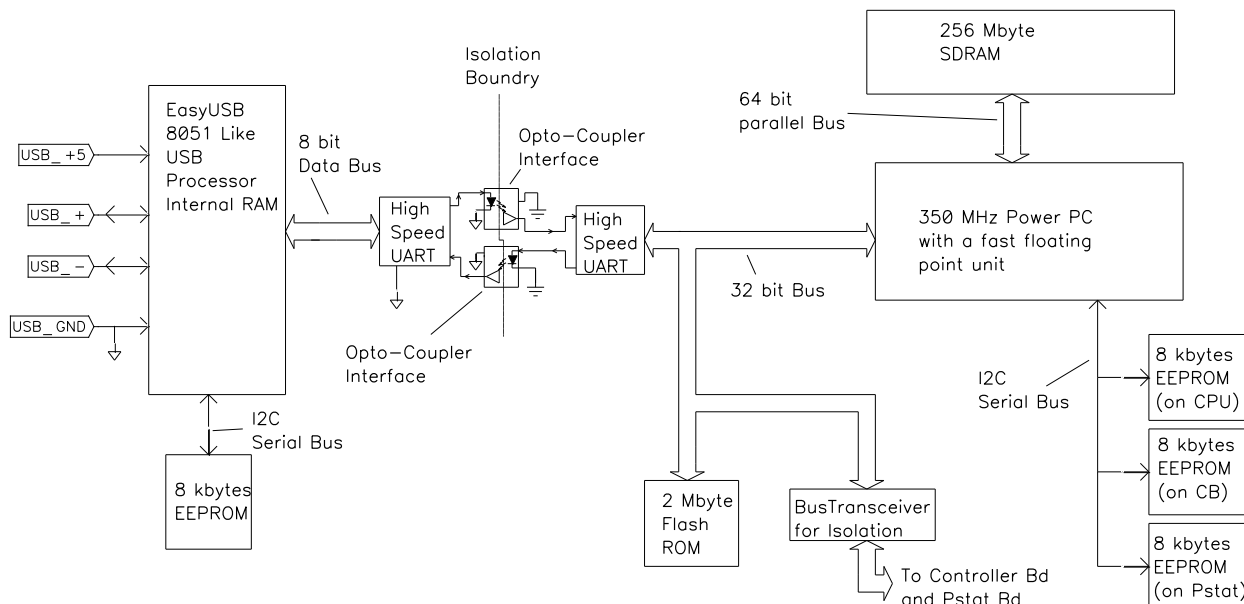 256 Mbyte
SDRAM
Isolation
Boundry
64 bit
parallel Bus
EasyUSB
8051 Like
USB
Processor
Internal RAM
8 bit
Data Bus
Opto-Coupler
Interface
USB_+5
USB_+
USB_-
USB_GND
High
Speed
UART
High
Speed
UART
350 MHz Power PC
with a fast floating
point unit
32 bit Bus
Opto-Coupler
Interface
I2C
Serial Bus
8 kbytes
EEPROM
I2C
Serial Bus
8 kbytes
EEPROM
(on CPU)
8 kbytes
EEPROM
(on CB)
8 kbytes
EEPROM
(on Pstat)
2 Mbyte
Flash
ROM
BusTransceiver
for Isolation
To Controller Bd
and Pstat Bd